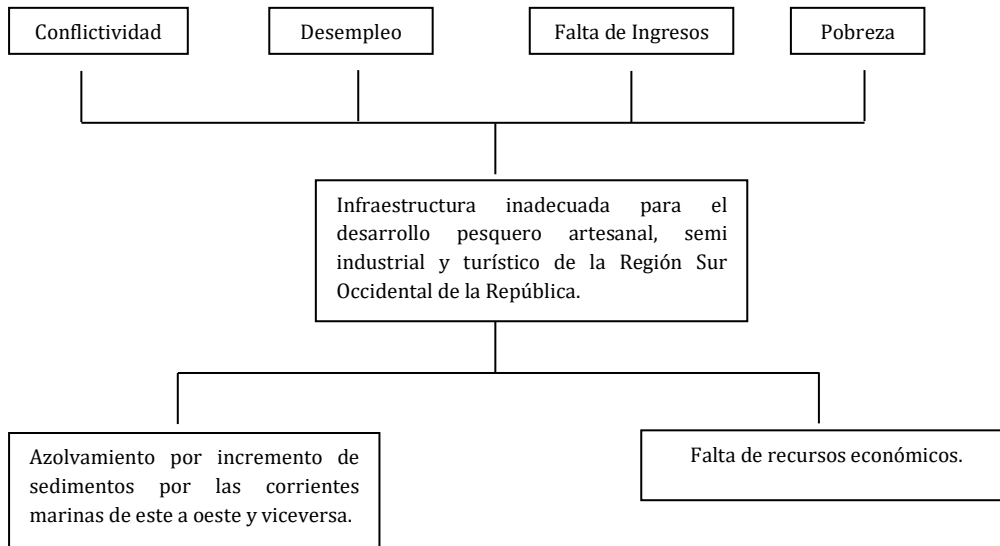 Conflictividad
Desempleo
Falta de Ingresos
Pobreza
Infraestructura inadecuada para el
desarrollo pesquero artesanal, semi
industrial y turístico de la Región Sur
Occidental de la República.
Azolvamiento por incremento de
sedimentos por las corrientes
marinas de este a oeste y viceversa.
Falta de recursos económicos.